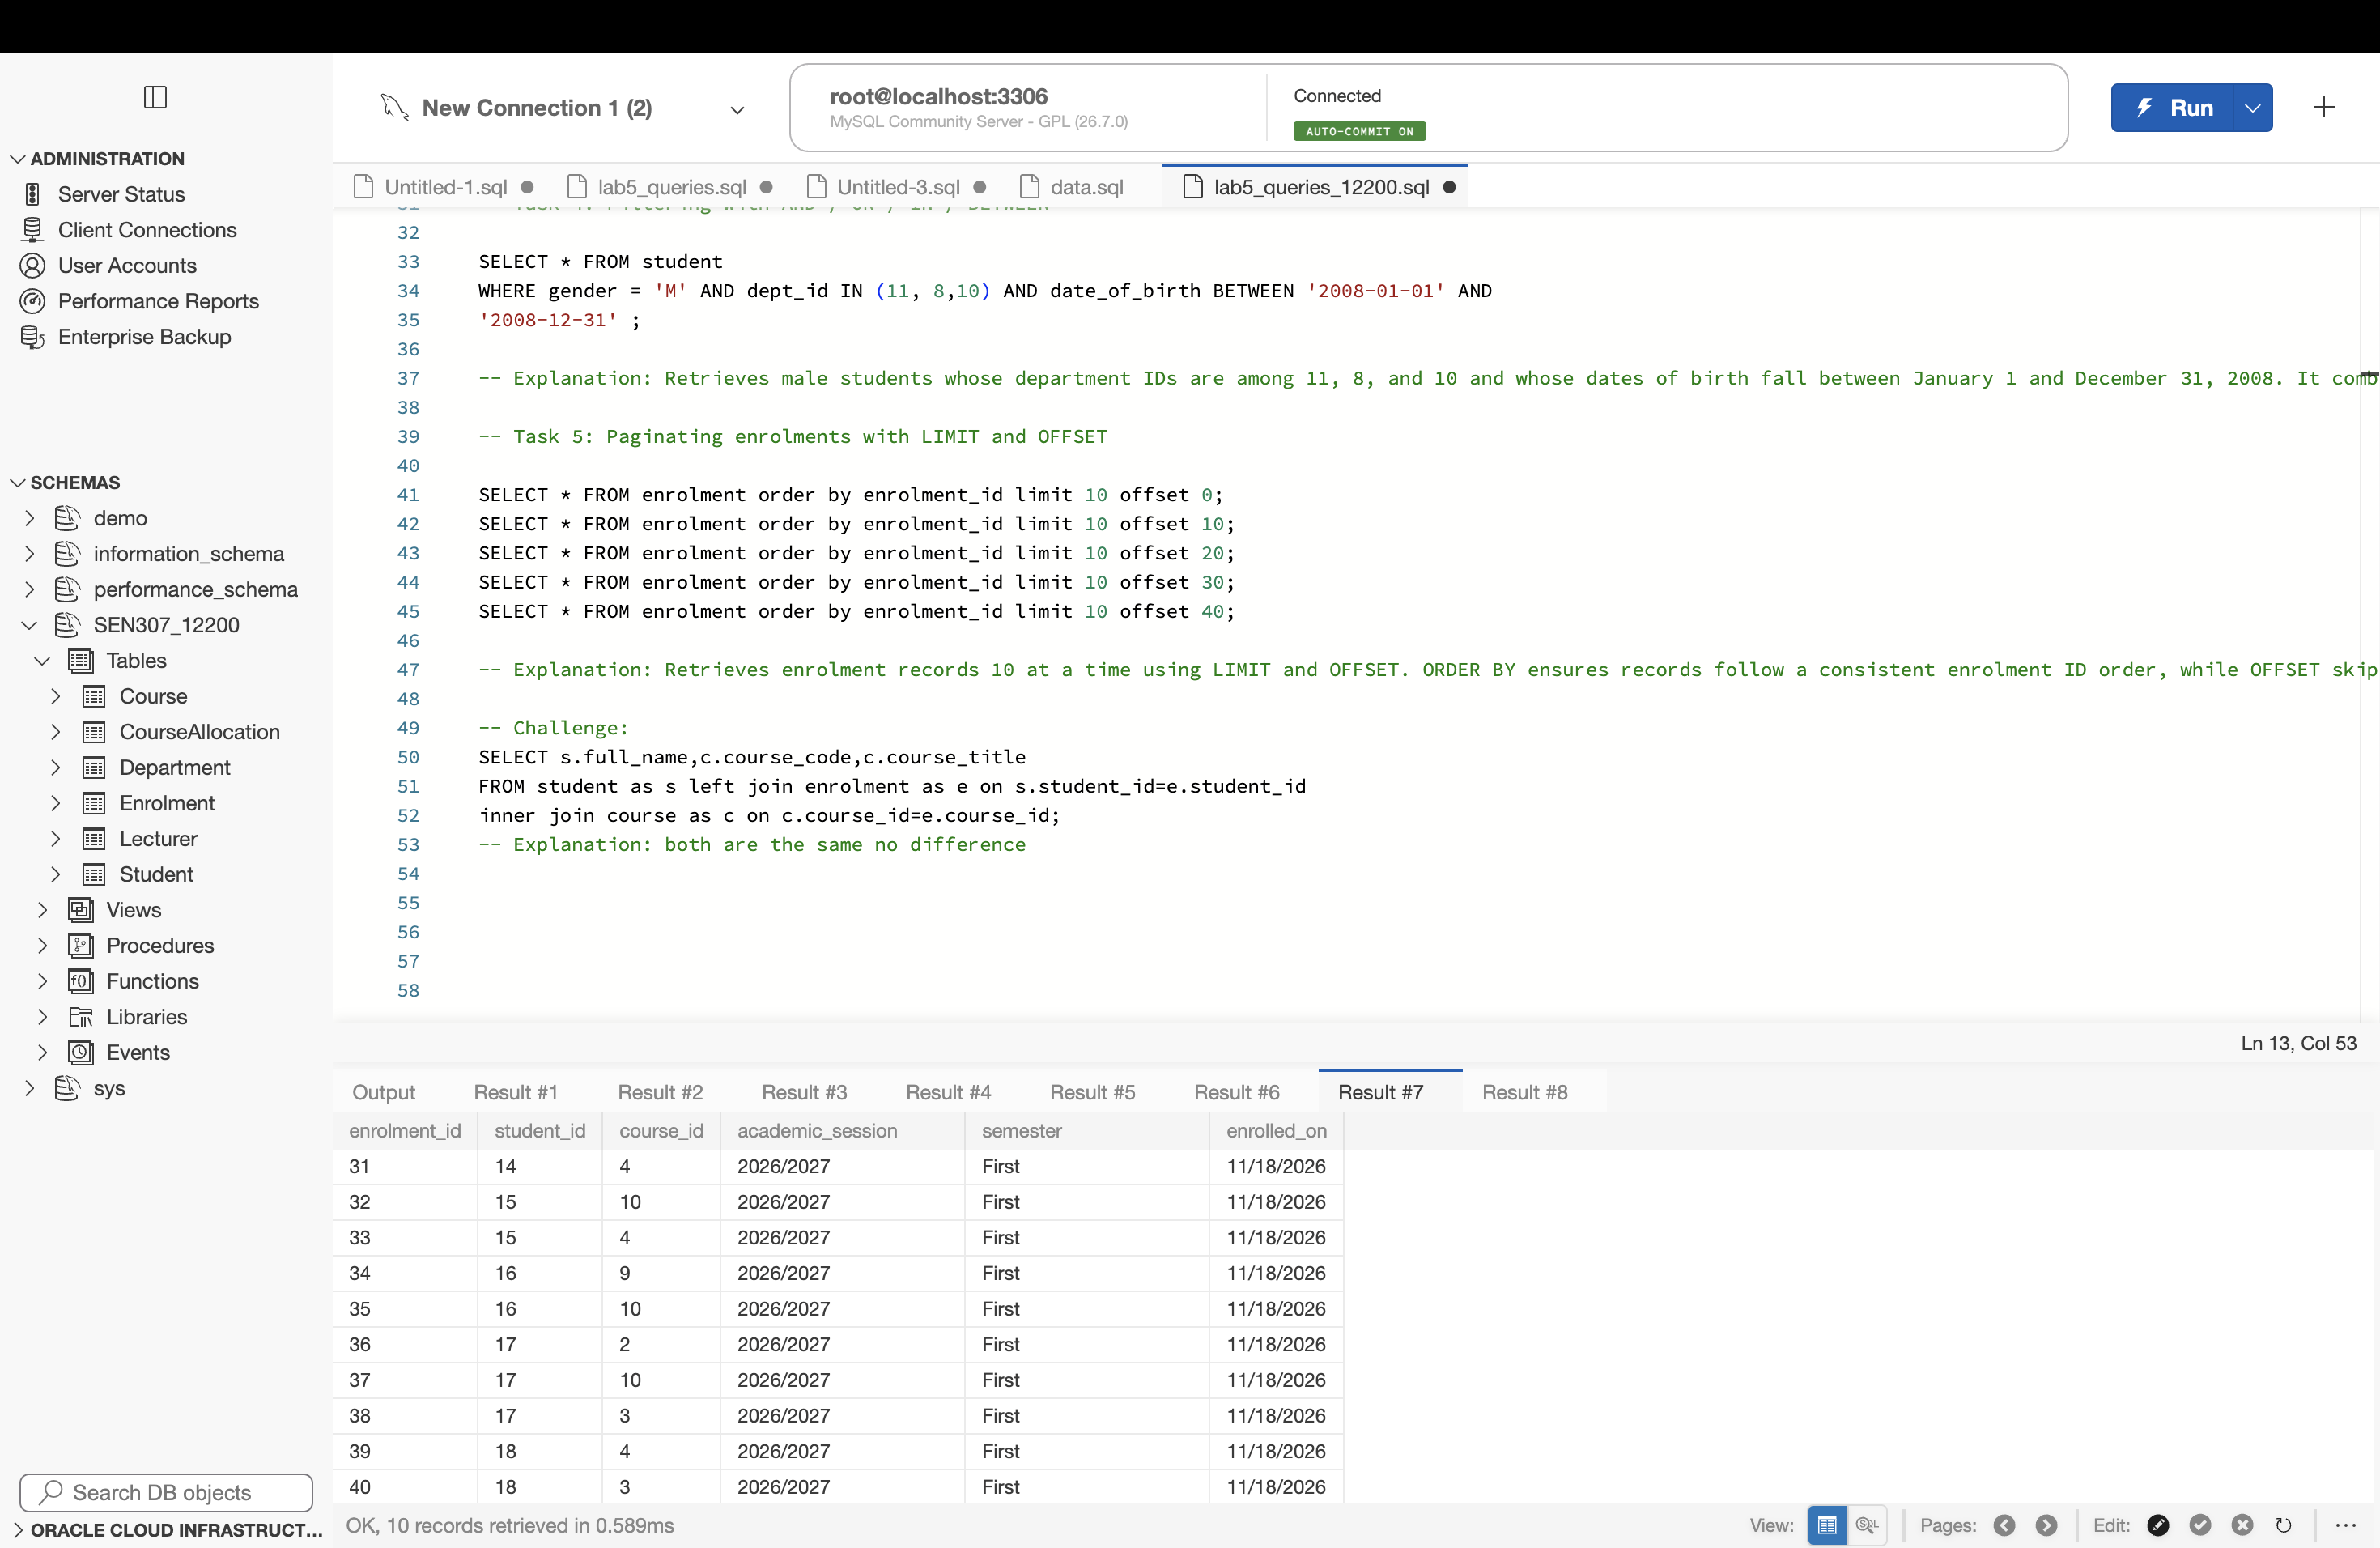 New Connection 1 (2)
root@localhost:3306
MySQL Community Server - GPL (26.7.0)
Connected
AUTO-COMMIT ON
Run
ADMINISTRATION
Server Status
Client Connections
User Accounts
Performance Reports
Enterprise Backup
SCHEMAS
demo
information_schema
performance_schema
SEN307_12200
Tables
Course
CourseAllocation
Department
Enrolment
Lecturer
Student
Views
Procedures
Functions
Libraries
Events
sys
Search DB objects
ORACLE CLOUD INFRASTRUCT...
Untitled-1.sql
lab5_queries.sql
Untitled-3.sql
data.sql
lab5_queries_12200.sql
32
33 SELECT * FROM student
34 WHERE gender = 'M' AND dept_id IN (11, 8,10) AND date_of_birth BETWEEN '2008-01-01' AND
35 '2008-12-31' ;
36
37 -- Explanation: Retrieves male students whose department IDs are among 11, 8, and 10 and whose dates of birth fall between January 1 and December 31, 2008. It comb
38
39 -- Task 5: Paginating enrolments with LIMIT and OFFSET
40
41 SELECT * FROM enrolment order by enrolment_id limit 10 offset 0;
42 SELECT * FROM enrolment order by enrolment_id limit 10 offset 10;
43 SELECT * FROM enrolment order by enrolment_id limit 10 offset 20;
44 SELECT * FROM enrolment order by enrolment_id limit 10 offset 30;
45 SELECT * FROM enrolment order by enrolment_id limit 10 offset 40;
46
47 -- Explanation: Retrieves enrolment records 10 at a time using LIMIT and OFFSET. ORDER BY ensures records follow a consistent enrolment ID order, while OFFSET skip
48
49 -- Challenge:
50 SELECT s.full_name,c.course_code,c.course_title
51 FROM student as s left join enrolment as e on s.student_id=e.student_id
52 inner join course as c on c.course_id=e.course_id;
53 -- Explanation: both are the same no difference
54
55
56
57
58
Ln 13, Col 53
Output Result #1 Result #2 Result #3 Result #4 Result #5 Result #6 Result #7 Result #8
enrolment_id student_id course_id academic_session semester enrolled_on
31 14 4 2026/2027 First 11/18/2026
32 15 10 2026/2027 First 11/18/2026
33 15 4 2026/2027 First 11/18/2026
34 16 9 2026/2027 First 11/18/2026
35 16 10 2026/2027 First 11/18/2026
36 17 2 2026/2027 First 11/18/2026
37 17 10 2026/2027 First 11/18/2026
38 17 3 2026/2027 First 11/18/2026
39 18 4 2026/2027 First 11/18/2026
40 18 3 2026/2027 First 11/18/2026
OK, 10 records retrieved in 0.589ms
View: SQL Pages: Edit: ...